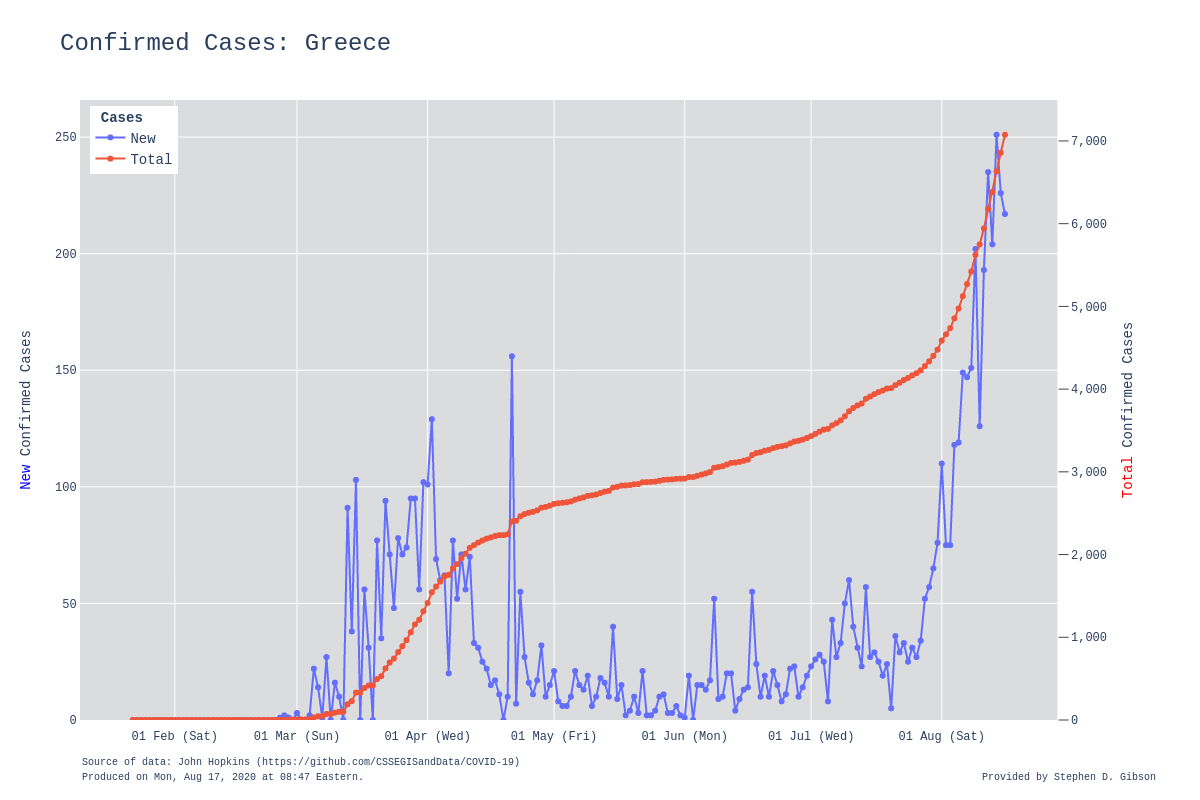 Confirmed Cases: Greece
Cases
New
Total
250
200
150
100
50
0
7,000
6,000
5,000
4,000
3,000
2,000
1,000
0
New Confirmed Cases
Total Confirmed Cases
01 Feb (Sat)
01 Mar (Sun)
01 Apr (Wed)
01 May (Fri)
01 Jun (Mon)
01 Jul (Wed)
01 Aug (Sat)
Source of data: John Hopkins (https://github.com/CSSEGISandData/COVID-19)
Produced on Mon, Aug 17, 2020 at 08:47 Eastern.
Provided by Stephen D. Gibson